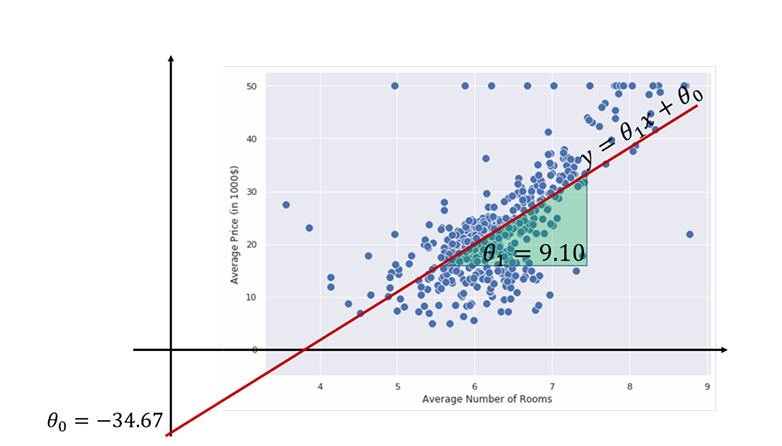 50
40
30
20
10
0
Average Price (in 1000$)
y = θ₁x + θ₀
θ₁ = 9.10
4 5 6 7 8 9
Average Number of Rooms
θ₀ = −34.67